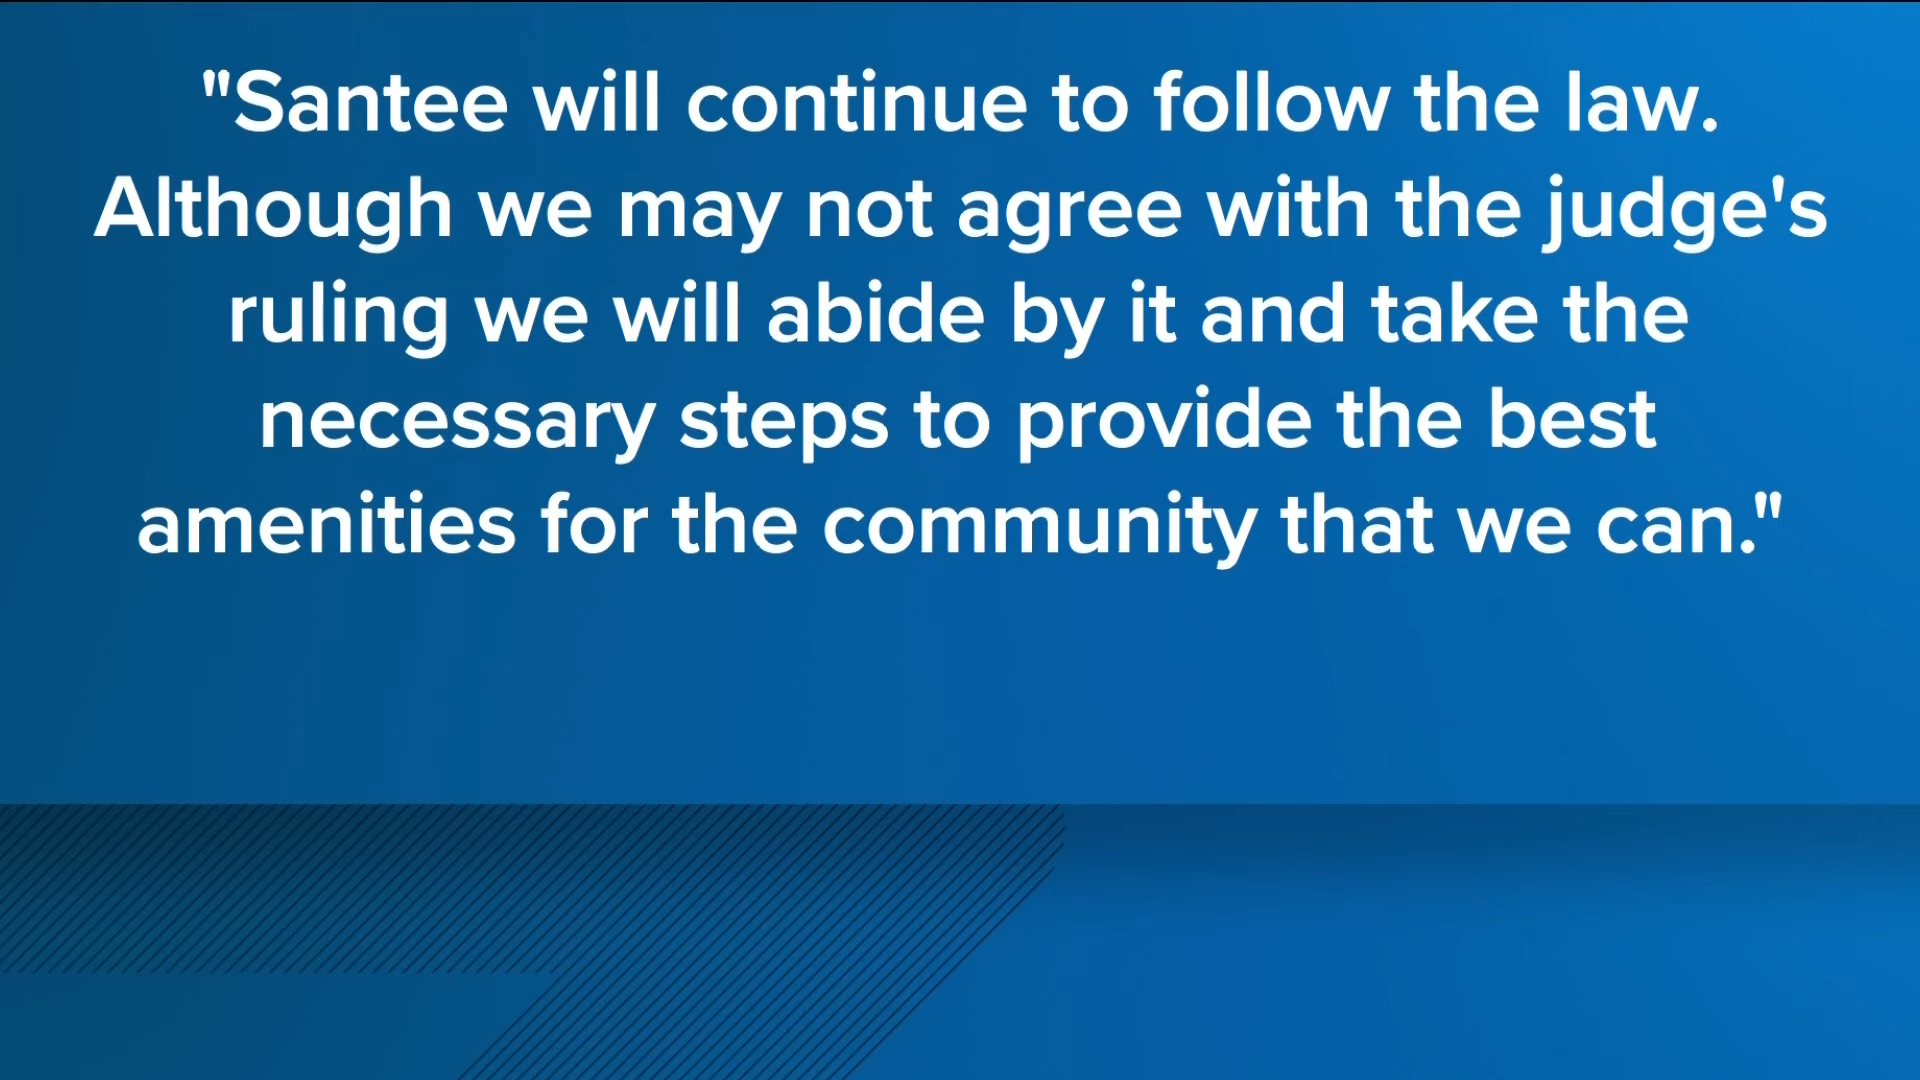 "Santee will continue to follow the law.
Although we may not agree with the judge's
ruling we will abide by it and take the
necessary steps to provide the best
amenities for the community that we can."